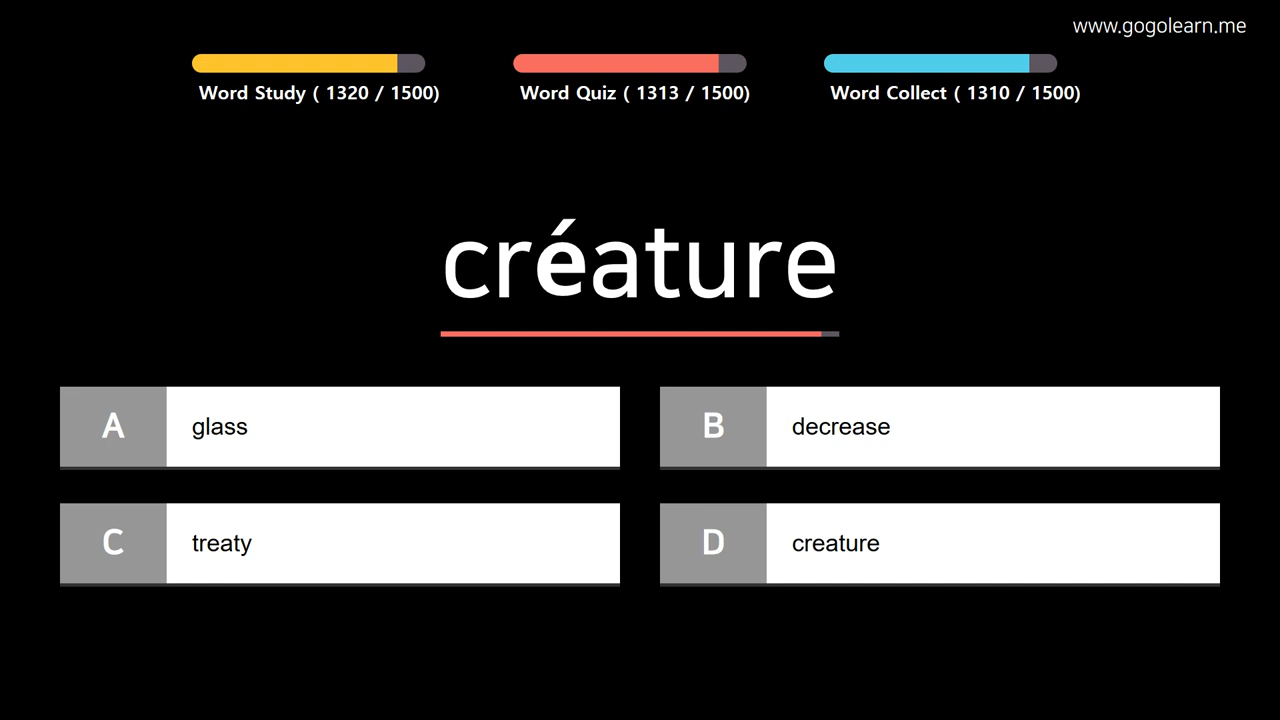 www.gogolearn.me
Word Study ( 1320 / 1500)
Word Quiz ( 1313 / 1500)
Word Collect ( 1310 / 1500)
créature
A glass
B decrease
C treaty
D creature